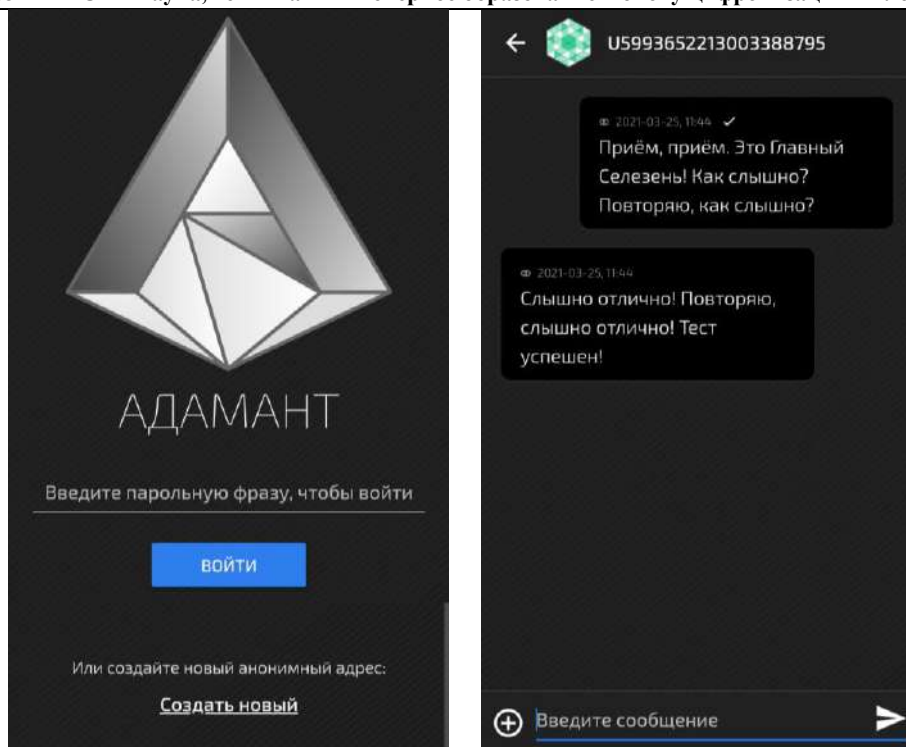 АДАМАНТ
Введите парольную фразу, чтобы войти
ВОЙТИ
Или создайте новый анонимный адрес:
Создать новый
U5993652213003388795
2021-03-25, 11:44
Приём, приём. Это Главный
Селезень! Как слышно?
Повторяю, как слышно?
2021-03-25, 11:44
Слышно отлично! Повторяю,
слышно отлично! Тест
успешен!
Введите сообщение